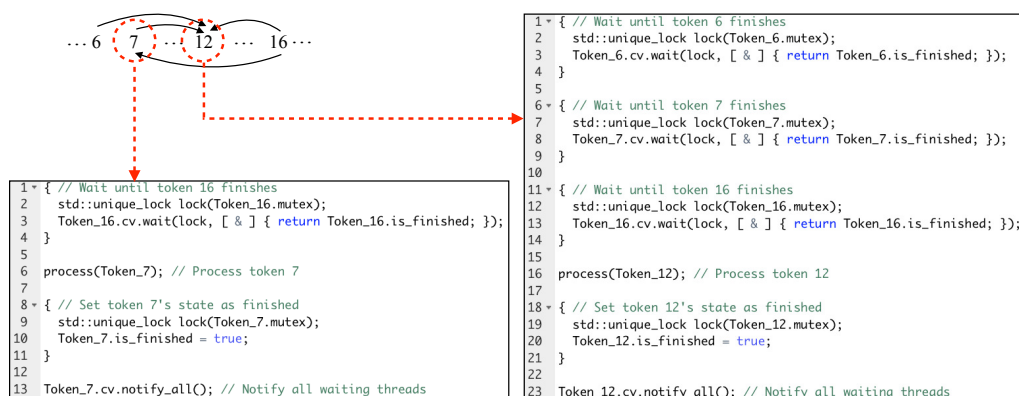 ··· 6 7 ··· 12 ··· 16 ···
1 { // Wait until token 16 finishes
2 std::unique_lock lock(Token_16.mutex);
3 Token_16.cv.wait(lock, [ & ] { return Token_16.is_finished; });
4 }
5
6 process(Token_7); // Process token 7
7
8 { // Set token 7's state as finished
9 std::unique_lock lock(Token_7.mutex);
10 Token_7.is_finished = true;
11 }
12
13 Token_7.cv.notify_all(); // Notify all waiting threads
1 { // Wait until token 6 finishes
2 std::unique_lock lock(Token_6.mutex);
3 Token_6.cv.wait(lock, [ & ] { return Token_6.is_finished; });
4 }
5
6 { // Wait until token 7 finishes
7 std::unique_lock lock(Token_7.mutex);
8 Token_7.cv.wait(lock, [ & ] { return Token_7.is_finished; });
9 }
10
11 { // Wait until token 16 finishes
12 std::unique_lock lock(Token_16.mutex);
13 Token_16.cv.wait(lock, [ & ] { return Token_16.is_finished; });
14 }
15
16 process(Token_12); // Process token 12
17
18 { // Set token 12's state as finished
19 std::unique_lock lock(Token_12.mutex);
20 Token_12.is_finished = true;
21 }
22
23 Token_12.cv.notify_all(); // Notify all waiting threads